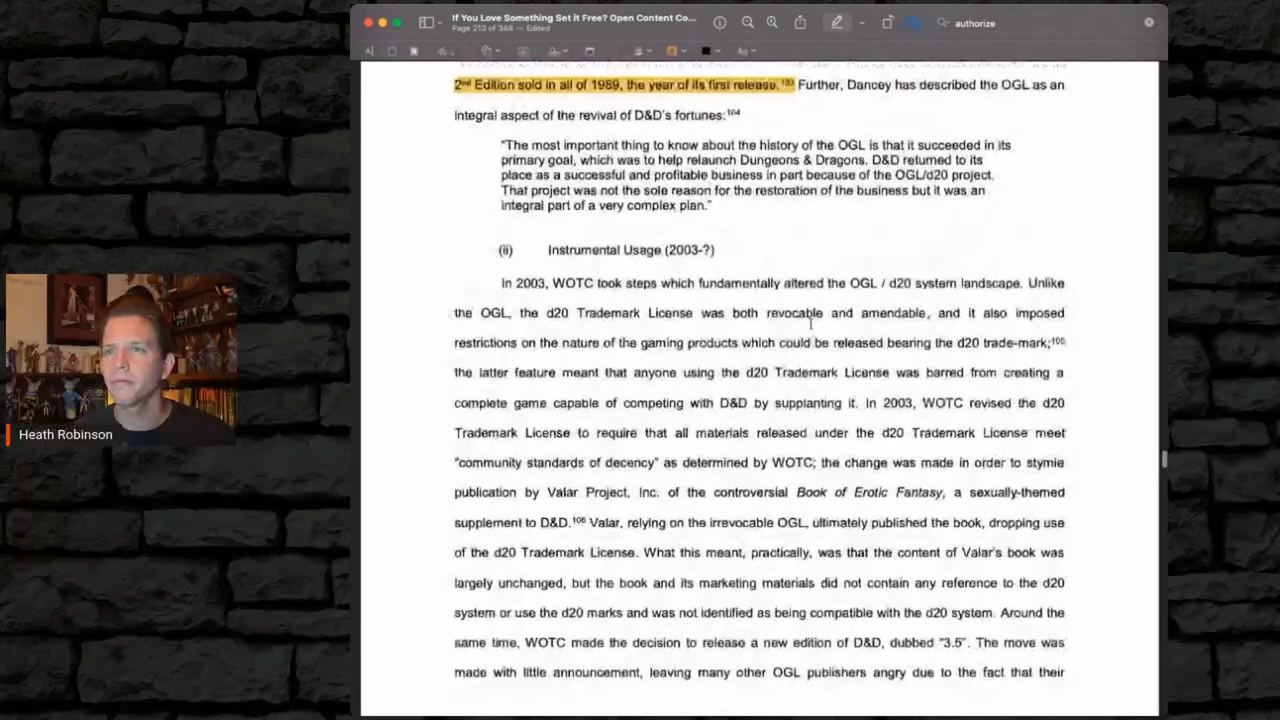 If You Love Something Set it Free? Open Content Co...
Page 213 of 348 — Edited
authorize
2nd Edition sold in all of 1989, the year of its first release. Further, Dancey has described the OGL as an
integral aspect of the revival of D&D's fortunes:104
"The most important thing to know about the history of the OGL is that it succeeded in its
primary goal, which was to help relaunch Dungeons & Dragons. D&D returned to its
place as a successful and profitable business in part because of the OGL/d20 project.
That project was not the sole reason for the restoration of the business but it was an
integral part of a very complex plan."
(ii) Instrumental Usage (2003-?)
In 2003, WOTC took steps which fundamentally altered the OGL / d20 system landscape. Unlike
the OGL, the d20 Trademark License was both revocable and amendable, and it also imposed
restrictions on the nature of the gaming products which could be released bearing the d20 trade-mark;105
the latter feature meant that anyone using the d20 Trademark License was barred from creating a
complete game capable of competing with D&D by supplanting it. In 2003, WOTC revised the d20
Trademark License to require that all materials released under the d20 Trademark License meet
"community standards of decency" as determined by WOTC; the change was made in order to stymie
publication by Valar Project, Inc. of the controversial Book of Erotic Fantasy, a sexually-themed
supplement to D&D.106 Valar, relying on the irrevocable OGL, ultimately published the book, dropping use
of the d20 Trademark License. What this meant, practically, was that the content of Valar's book was
largely unchanged, but the book and its marketing materials did not contain any reference to the d20
system or use the d20 marks and was not identified as being compatible with the d20 system. Around the
same time, WOTC made the decision to release a new edition of D&D, dubbed "3.5". The move was
made with little announcement, leaving many other OGL publishers angry due to the fact that their
Heath Robinson